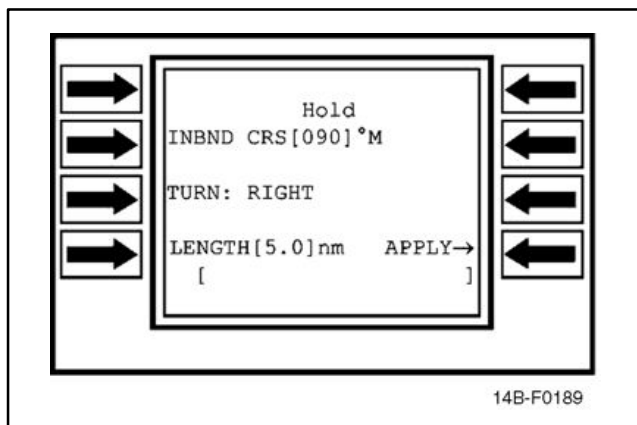 Hold
INBND CRS[090]°M
TURN: RIGHT
LENGTH[5.0]nm APPLY→
[ ]
14B-F0189